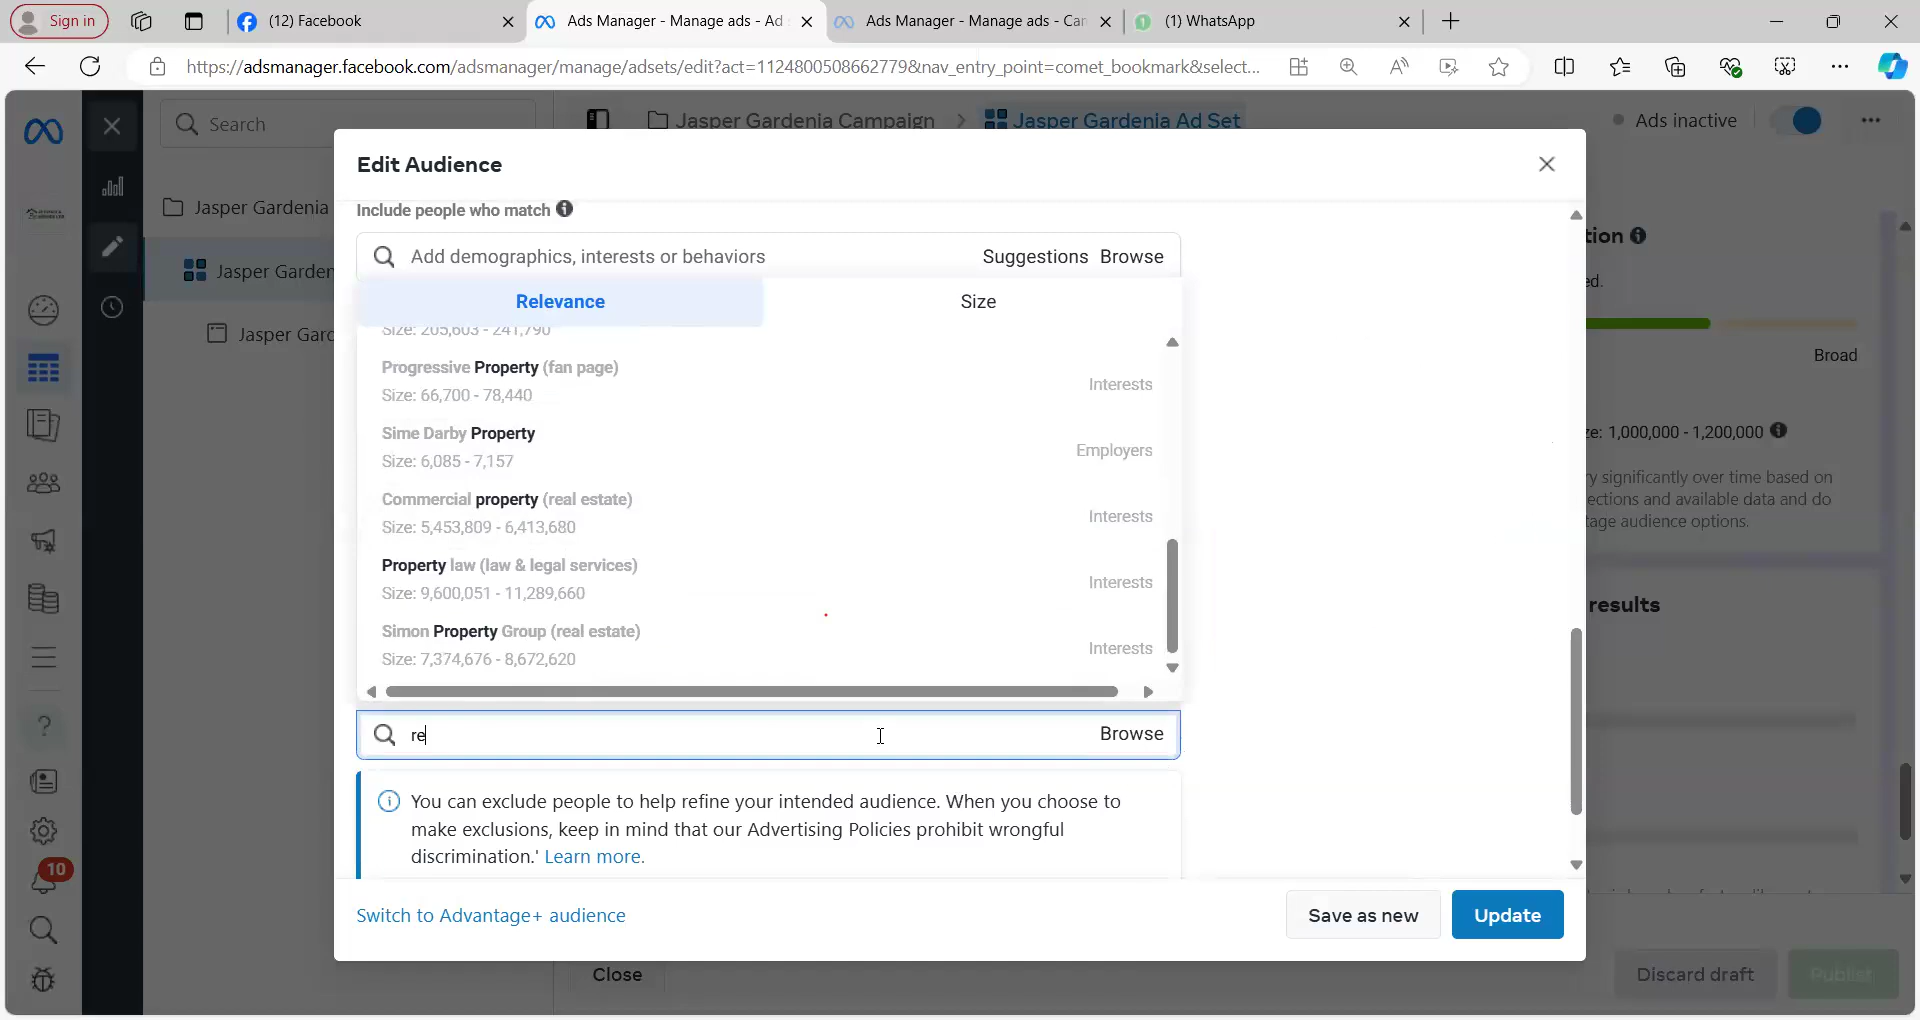 Sign in
(12) Facebook
Ads Manager - Manage ads - Ad
Ads Manager - Manage ads - Car
(1) WhatsApp
https://adsmanager.facebook.com/adsmanager/manage/adsets/edit?act=1124800508662779&nav_entry_point=comet_bookmark&select...
Search
Jasper Gardenia Campaign > Jasper Gardenia Ad Set
Ads inactive
Edit Audience
Jasper Gardenia
Jasper Garden
Jasper Gard
Include people who match
Add demographics, interests or behaviors Suggestions Browse
Relevance Size
Size: 205,603 - 241,790
Progressive Property (fan page)
Size: 66,700 - 78,440
Interests
Sime Darby Property
Size: 6,085 - 7,157
Employers
Commercial property (real estate)
Size: 5,453,809 - 6,413,680
Interests
Property law (law & legal services)
Size: 9,600,051 - 11,289,660
Interests
Simon Property Group (real estate)
Size: 7,374,676 - 8,672,620
Interests
re Browse
You can exclude people to help refine your intended audience. When you choose to
make exclusions, keep in mind that our Advertising Policies prohibit wrongful
discrimination.' Learn more.
Switch to Advantage+ audience
Save as new
Update
tion
ed.
Broad
ze: 1,000,000 - 1,200,000
y significantly over time based on
ections and available data and do
tage audience options.
results
10
Close
Discard draft
Publish